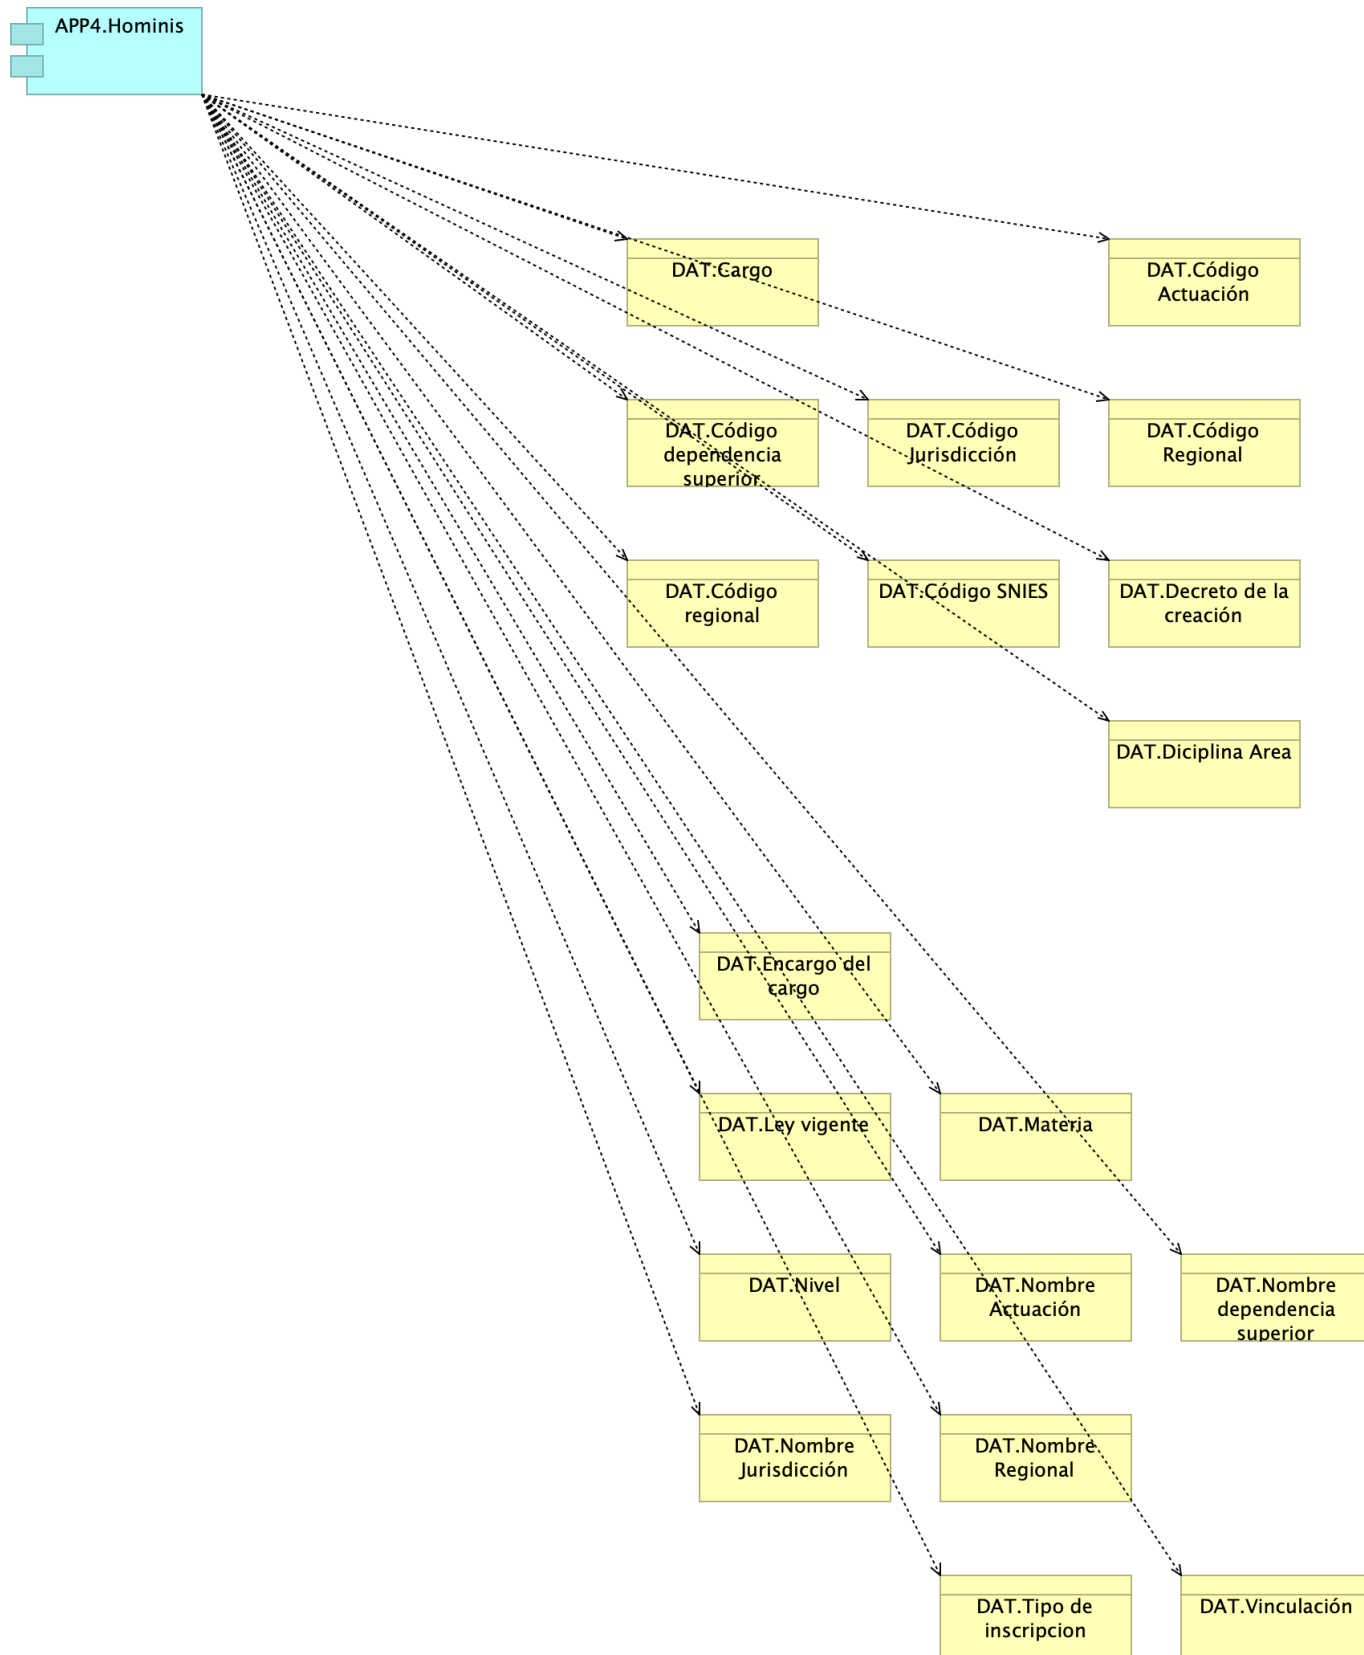 APP4.Hominis
DAT.Cargo
DAT.Código
Actuación
DAT.Código
dependencia
superior
DAT.Código
Jurisdicción
DAT.Código
Regional
DAT.Código
regional
DAT.Código SNIES
DAT.Decreto de la
creación
DAT.Diciplina Area
DAT.Encargo del
cargo
DAT.Ley vigente
DAT.Materia
DAT.Nivel
DAT.Nombre
Actuación
DAT.Nombre
dependencia
superior
DAT.Nombre
Jurisdicción
DAT.Nombre
Regional
DAT.Tipo de
inscripcion
DAT.Vinculación